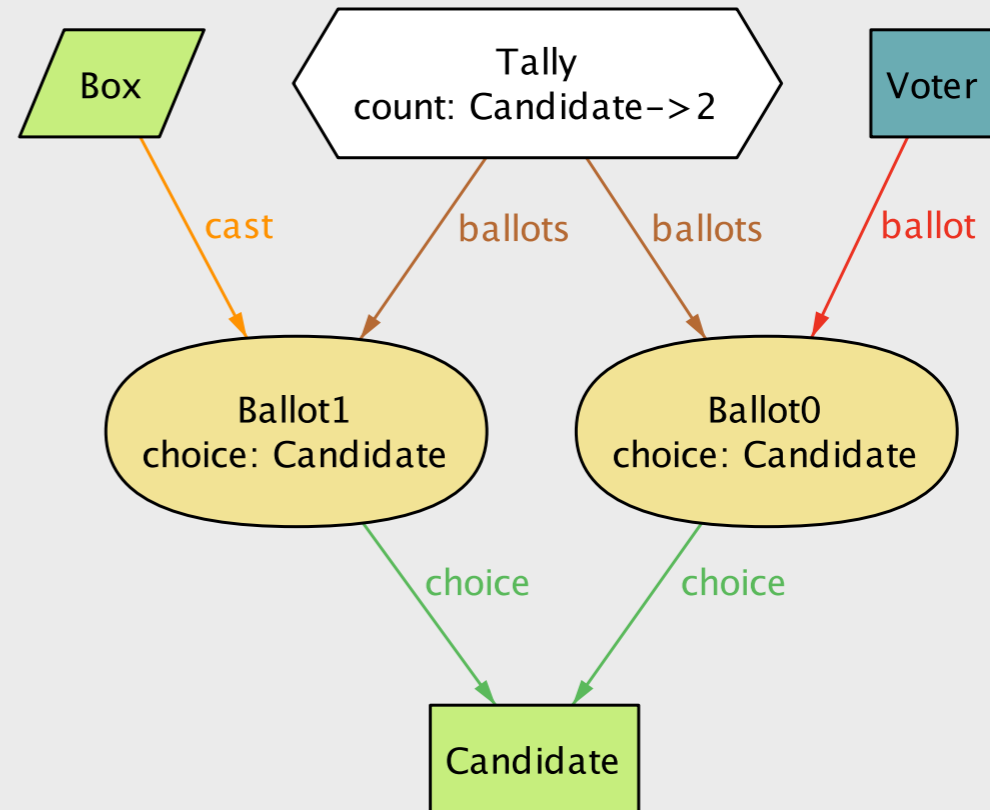 Box
Tally
count: Candidate->2
Voter
cast
ballots
ballots
ballot
Ballot1
choice: Candidate
Ballot0
choice: Candidate
choice
choice
Candidate